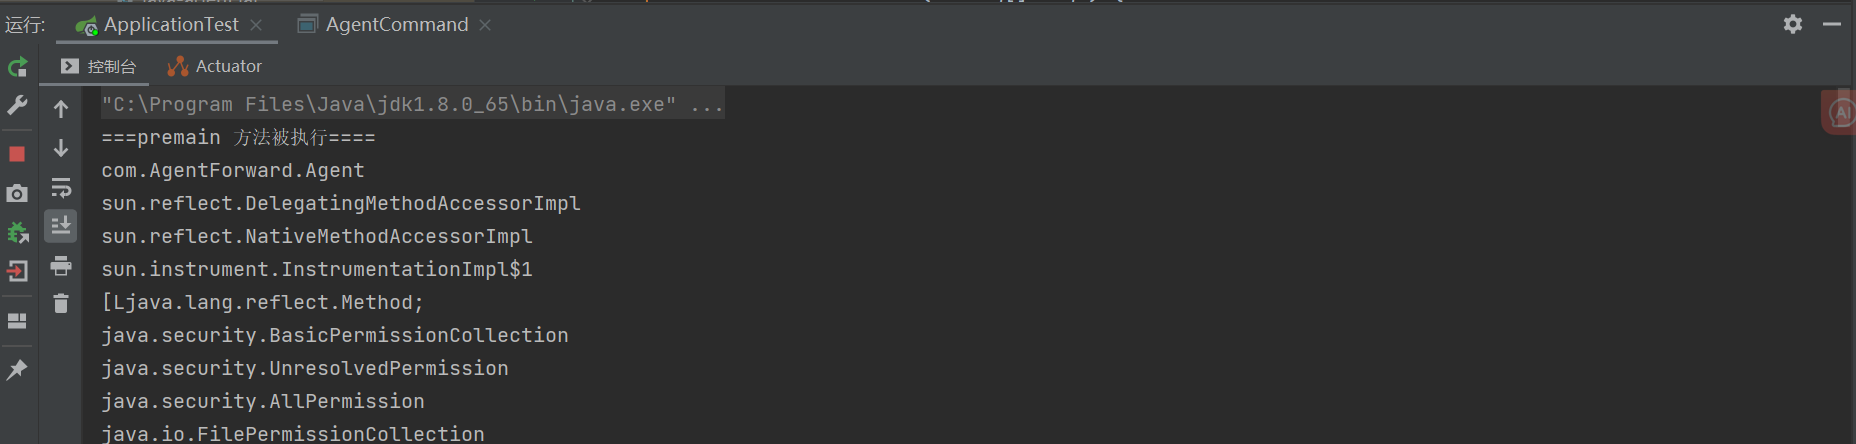 运行: ApplicationTest AgentCommand
控制台 Actuator
"C:\Program Files\Java\jdk1.8.0_65\bin\java.exe" ...
===premain 方法被执行====
com.AgentForward.Agent
sun.reflect.DelegatingMethodAccessorImpl
sun.reflect.NativeMethodAccessorImpl
sun.instrument.InstrumentationImpl$1
[Ljava.lang.reflect.Method;
java.security.BasicPermissionCollection
java.security.UnresolvedPermission
java.security.AllPermission
java.io.FilePermissionCollection
AI